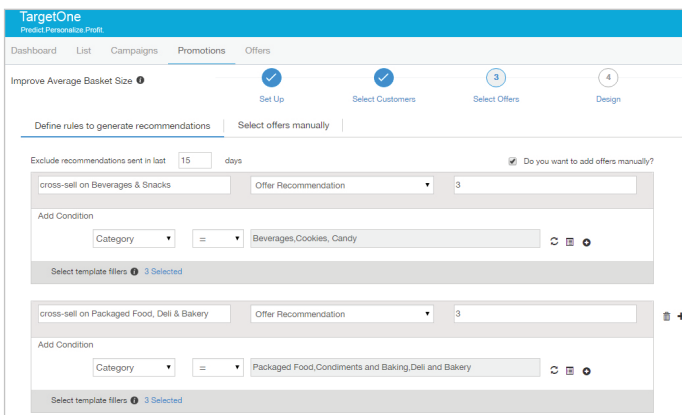 TargetOne
Predict.Personalize.Profit.
Dashboard List Campaigns Promotions Offers
Improve Average Basket Size
3 4
Set Up Select Customers Select Offers Design
Define rules to generate recommendations Select offers manually
Exclude recommendations sent in last 15 days Do you want to add offers manually?
cross-sell on Beverages & Snacks Offer Recommendation 3
Add Condition
Category = Beverages,Cookies, Candy
Select template fillers 3 Selected
cross-sell on Packaged Food, Deli & Bakery Offer Recommendation 3
Add Condition
Category = Packaged Food,Condiments and Baking,Deli and Bakery
Select template fillers 3 Selected